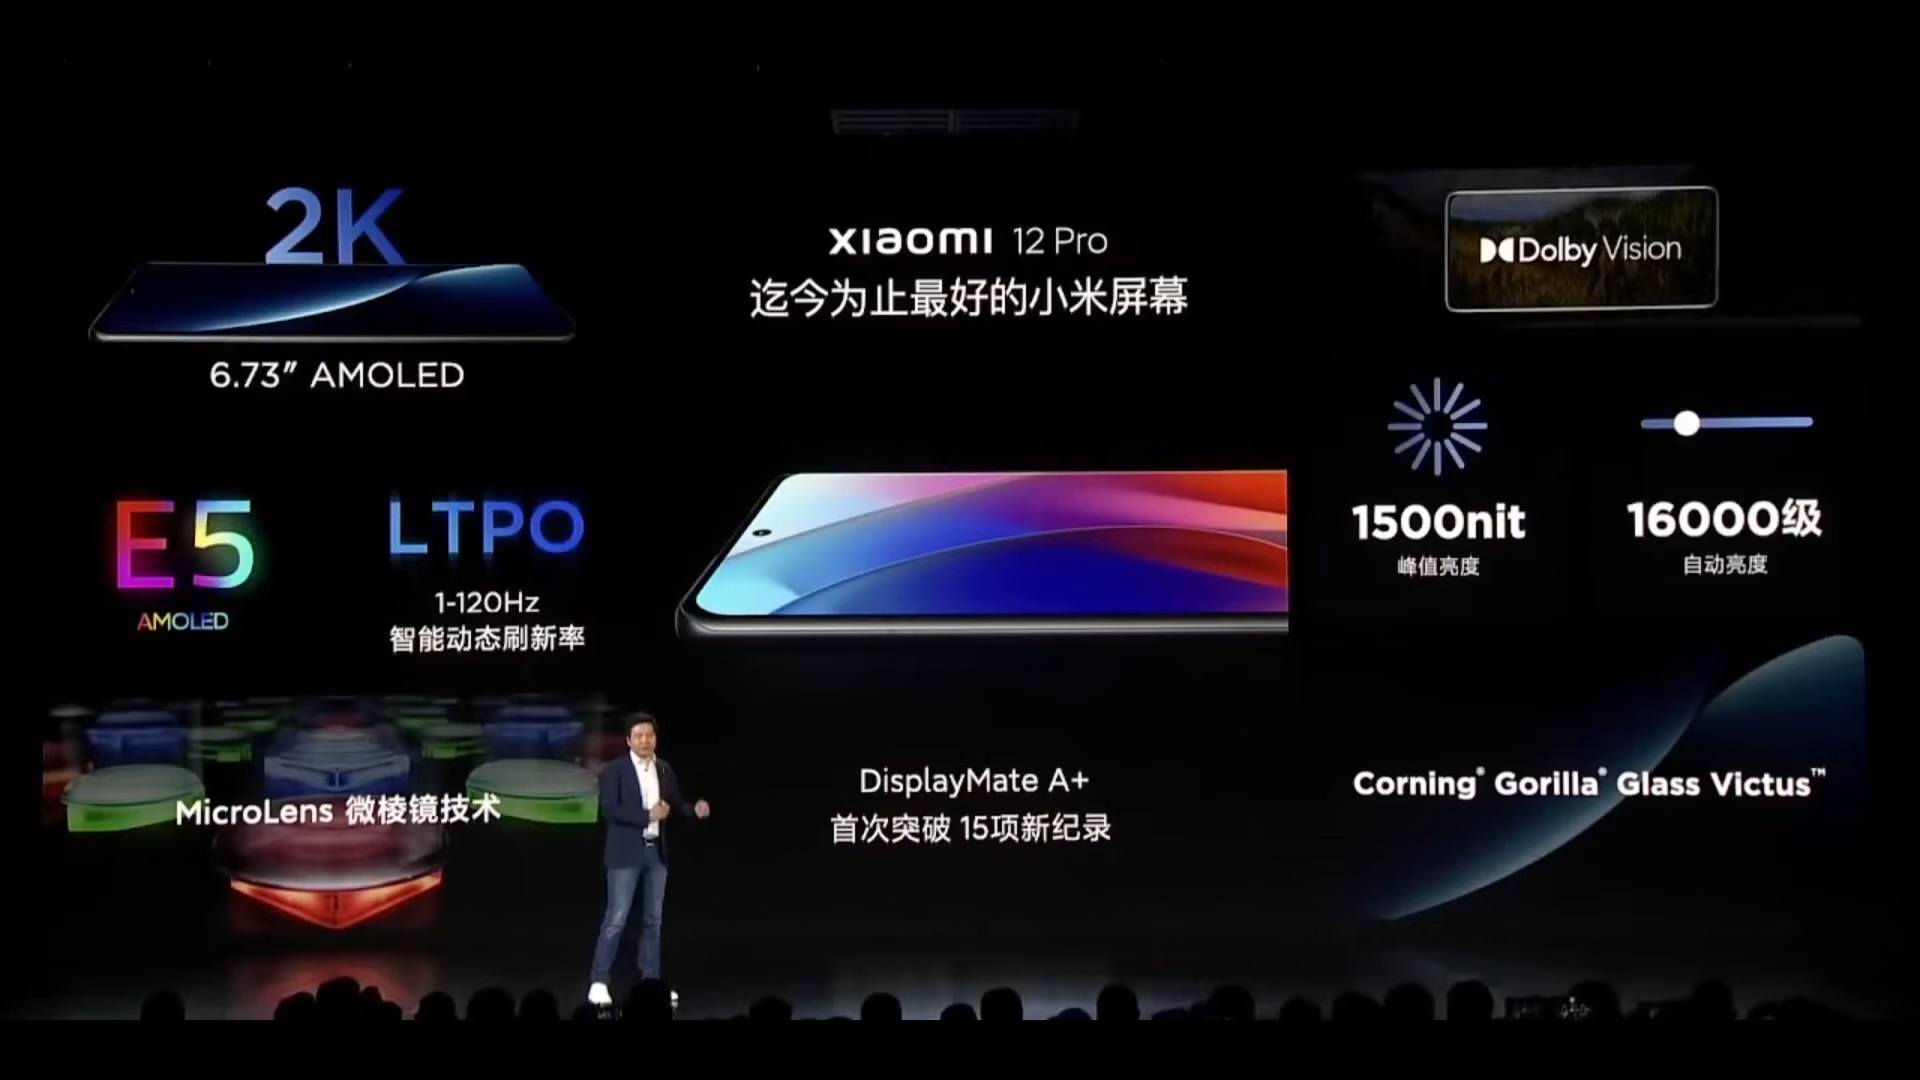 2K
6.73″ AMOLED
xiaomi 12 Pro
迄今为止最好的小米屏幕
Dolby Vision
E5
AMOLED
LTPO
1-120Hz
智能动态刷新率
1500nit
峰值亮度
16000级
自动亮度
MicroLens 微棱镜技术
DisplayMate A+
首次突破 15项新纪录
Corning® Gorilla® Glass Victus™